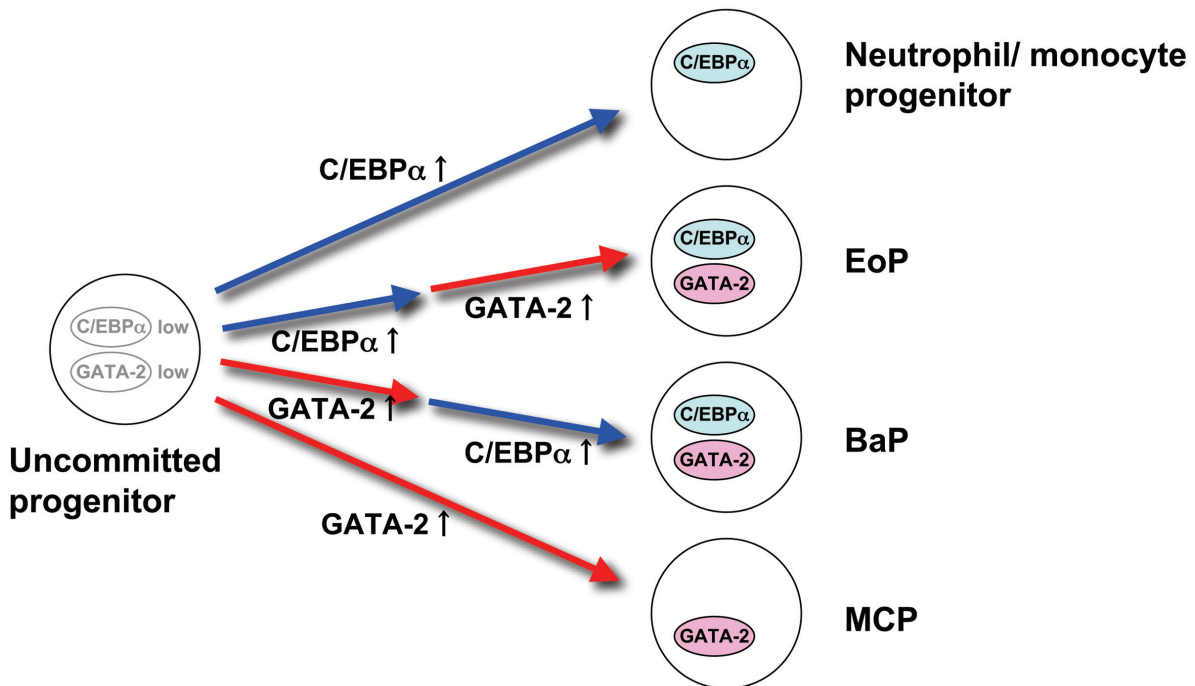 C/EBPα
Neutrophil/ monocyte
progenitor
C/EBPα ↑
C/EBPα
GATA-2
EoP
GATA-2 ↑
C/EBPα low
GATA-2 low
C/EBPα ↑
GATA-2 ↑
C/EBPα
GATA-2
BaP
C/EBPα ↑
Uncommitted
progenitor
GATA-2 ↑
GATA-2
MCP